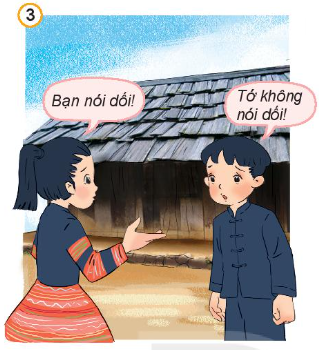 3
Bạn nói dối!
Tớ không
nói dối!